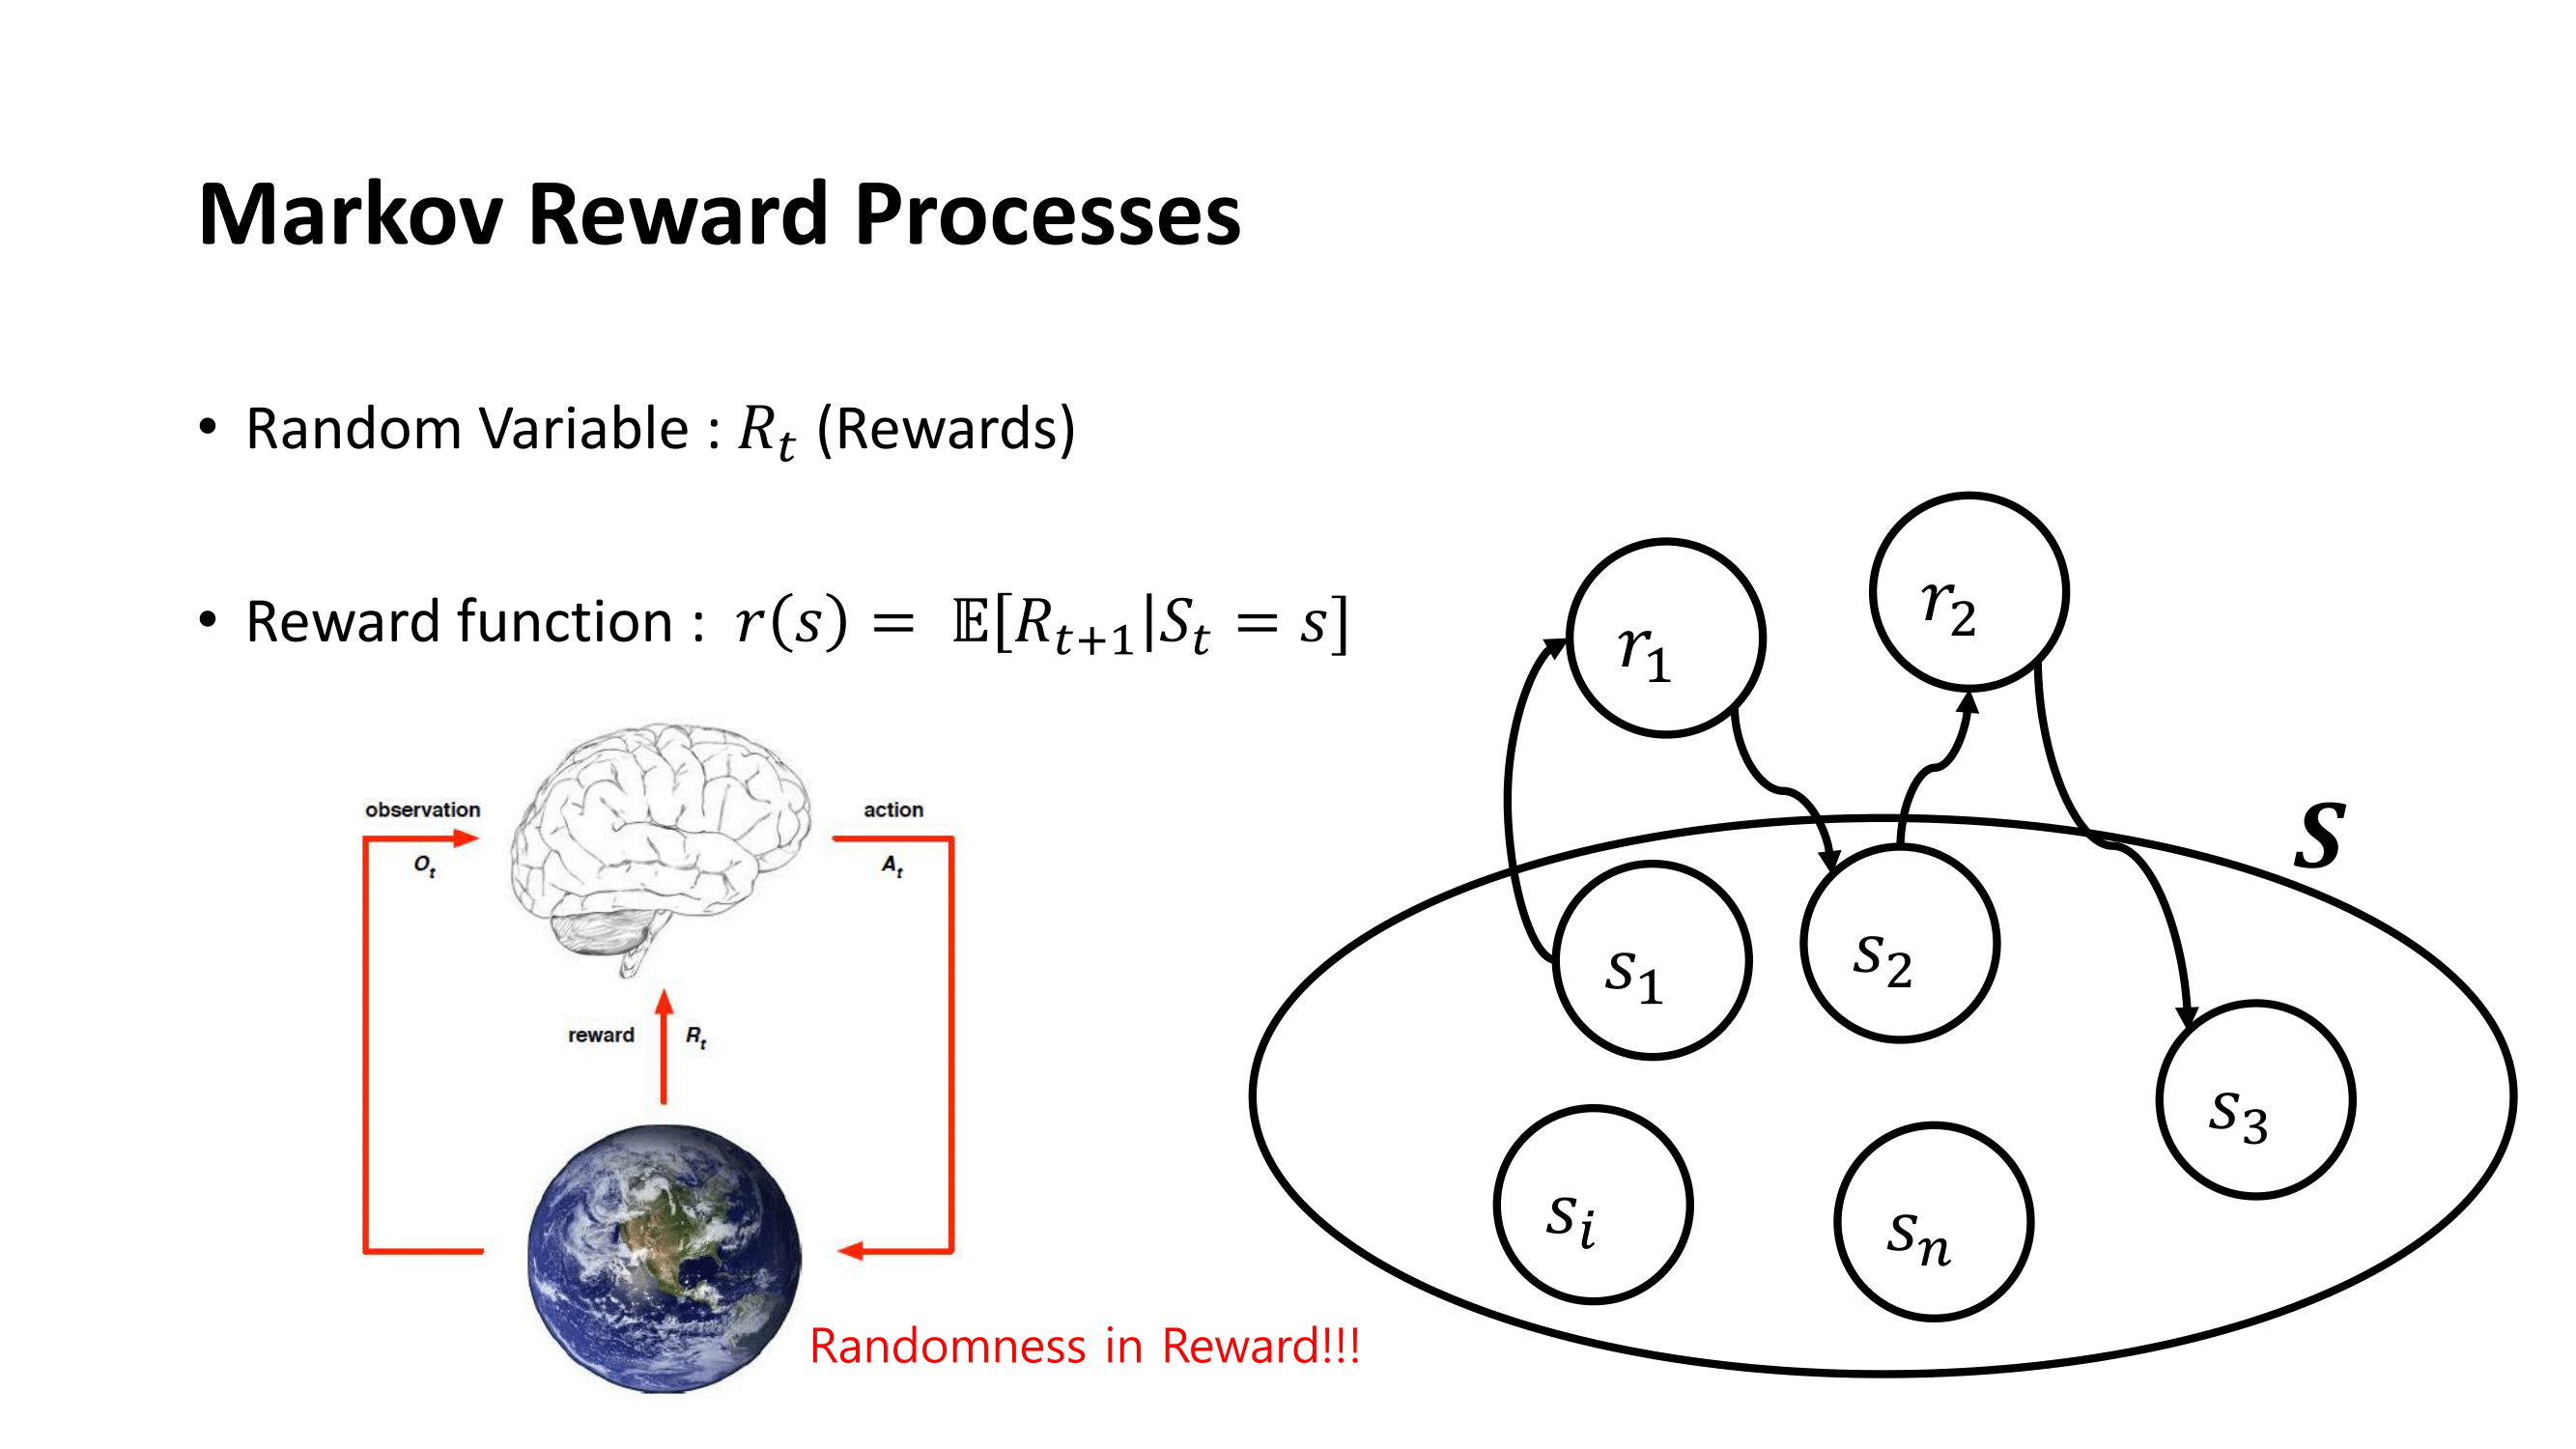 Markov Reward Processes
• Random Variable : R_t (Rewards)
• Reward function : r(s) = 𝔼[R_{t+1}|S_t = s]
observation
O_t
action
A_t
reward
R_t
Randomness in Reward!!!
r_1
r_2
S
s_1
s_2
s_3
s_i
s_n